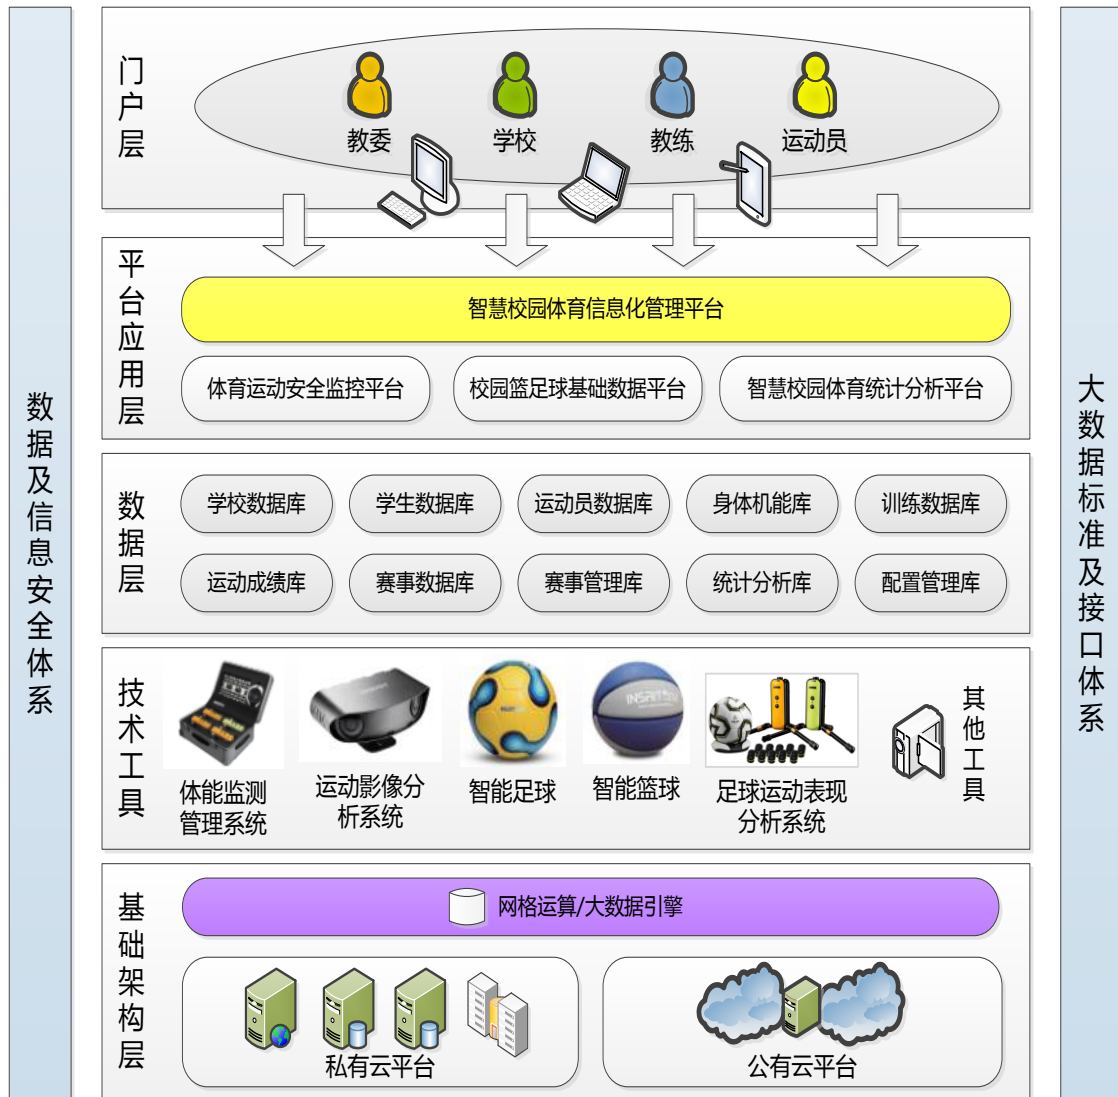 数据及信息安全体系
门户层
教委
学校
教练
运动员
平台应用层
智慧校园体育信息化管理平台
体育运动安全监控平台
校园篮足球基础数据平台
智慧校园体育统计分析平台
数据层
学校数据库
学生数据库
运动员数据库
身体机能库
训练数据库
运动成绩库
赛事数据库
赛事管理库
统计分析库
配置管理库
技术工具
体能监测
管理系统
运动影像分
析系统
智能足球
智能篮球
足球运动表现
分析系统
其他工具
基础架构层
网格运算/大数据引擎
私有云平台
公有云平台
大数据标准及接口体系